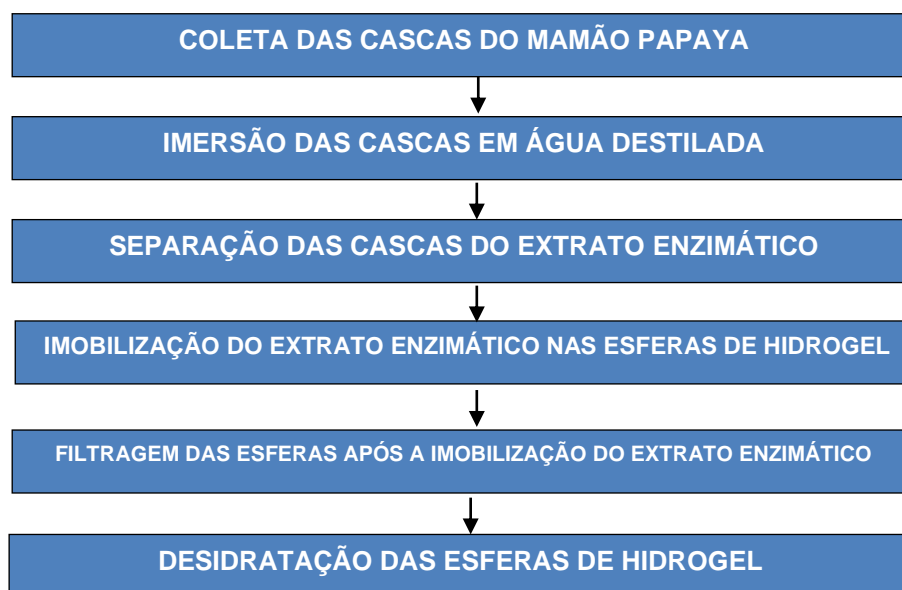 COLETA DAS CASCAS DO MAMÃO PAPAYA
IMERSÃO DAS CASCAS EM ÁGUA DESTILADA
SEPARAÇÃO DAS CASCAS DO EXTRATO ENZIMÁTICO
IMOBILIZAÇÃO DO EXTRATO ENZIMÁTICO NAS ESFERAS DE HIDROGEL
FILTRAGEM DAS ESFERAS APÓS A IMOBILIZAÇÃO DO EXTRATO ENZIMÁTICO
DESIDRATAÇÃO DAS ESFERAS DE HIDROGEL